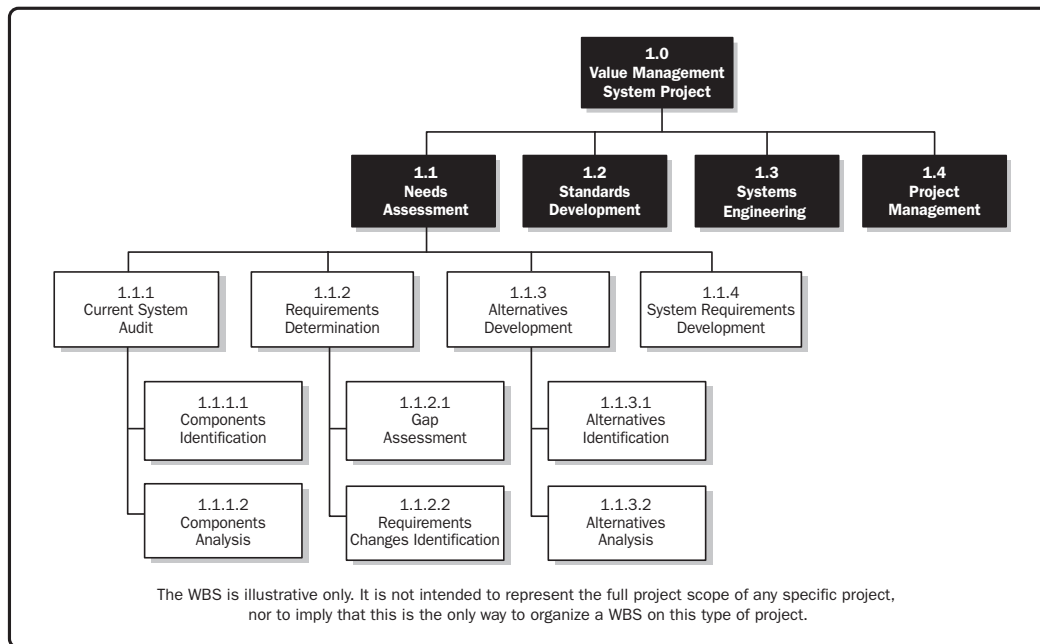 1.0
Value Management
System Project
1.1
Needs
Assessment
1.2
Standards
Development
1.3
Systems
Engineering
1.4
Project
Management
1.1.1
Current System
Audit
1.1.2
Requirements
Determination
1.1.3
Alternatives
Development
1.1.4
System Requirements
Development
1.1.1.1
Components
Identification
1.1.2.1
Gap
Assessment
1.1.3.1
Alternatives
Identification
1.1.1.2
Components
Analysis
1.1.2.2
Requirements
Changes Identification
1.1.3.2
Alternatives
Analysis
The WBS is illustrative only. It is not intended to represent the full project scope of any specific project,
nor to imply that this is the only way to organize a WBS on this type of project.